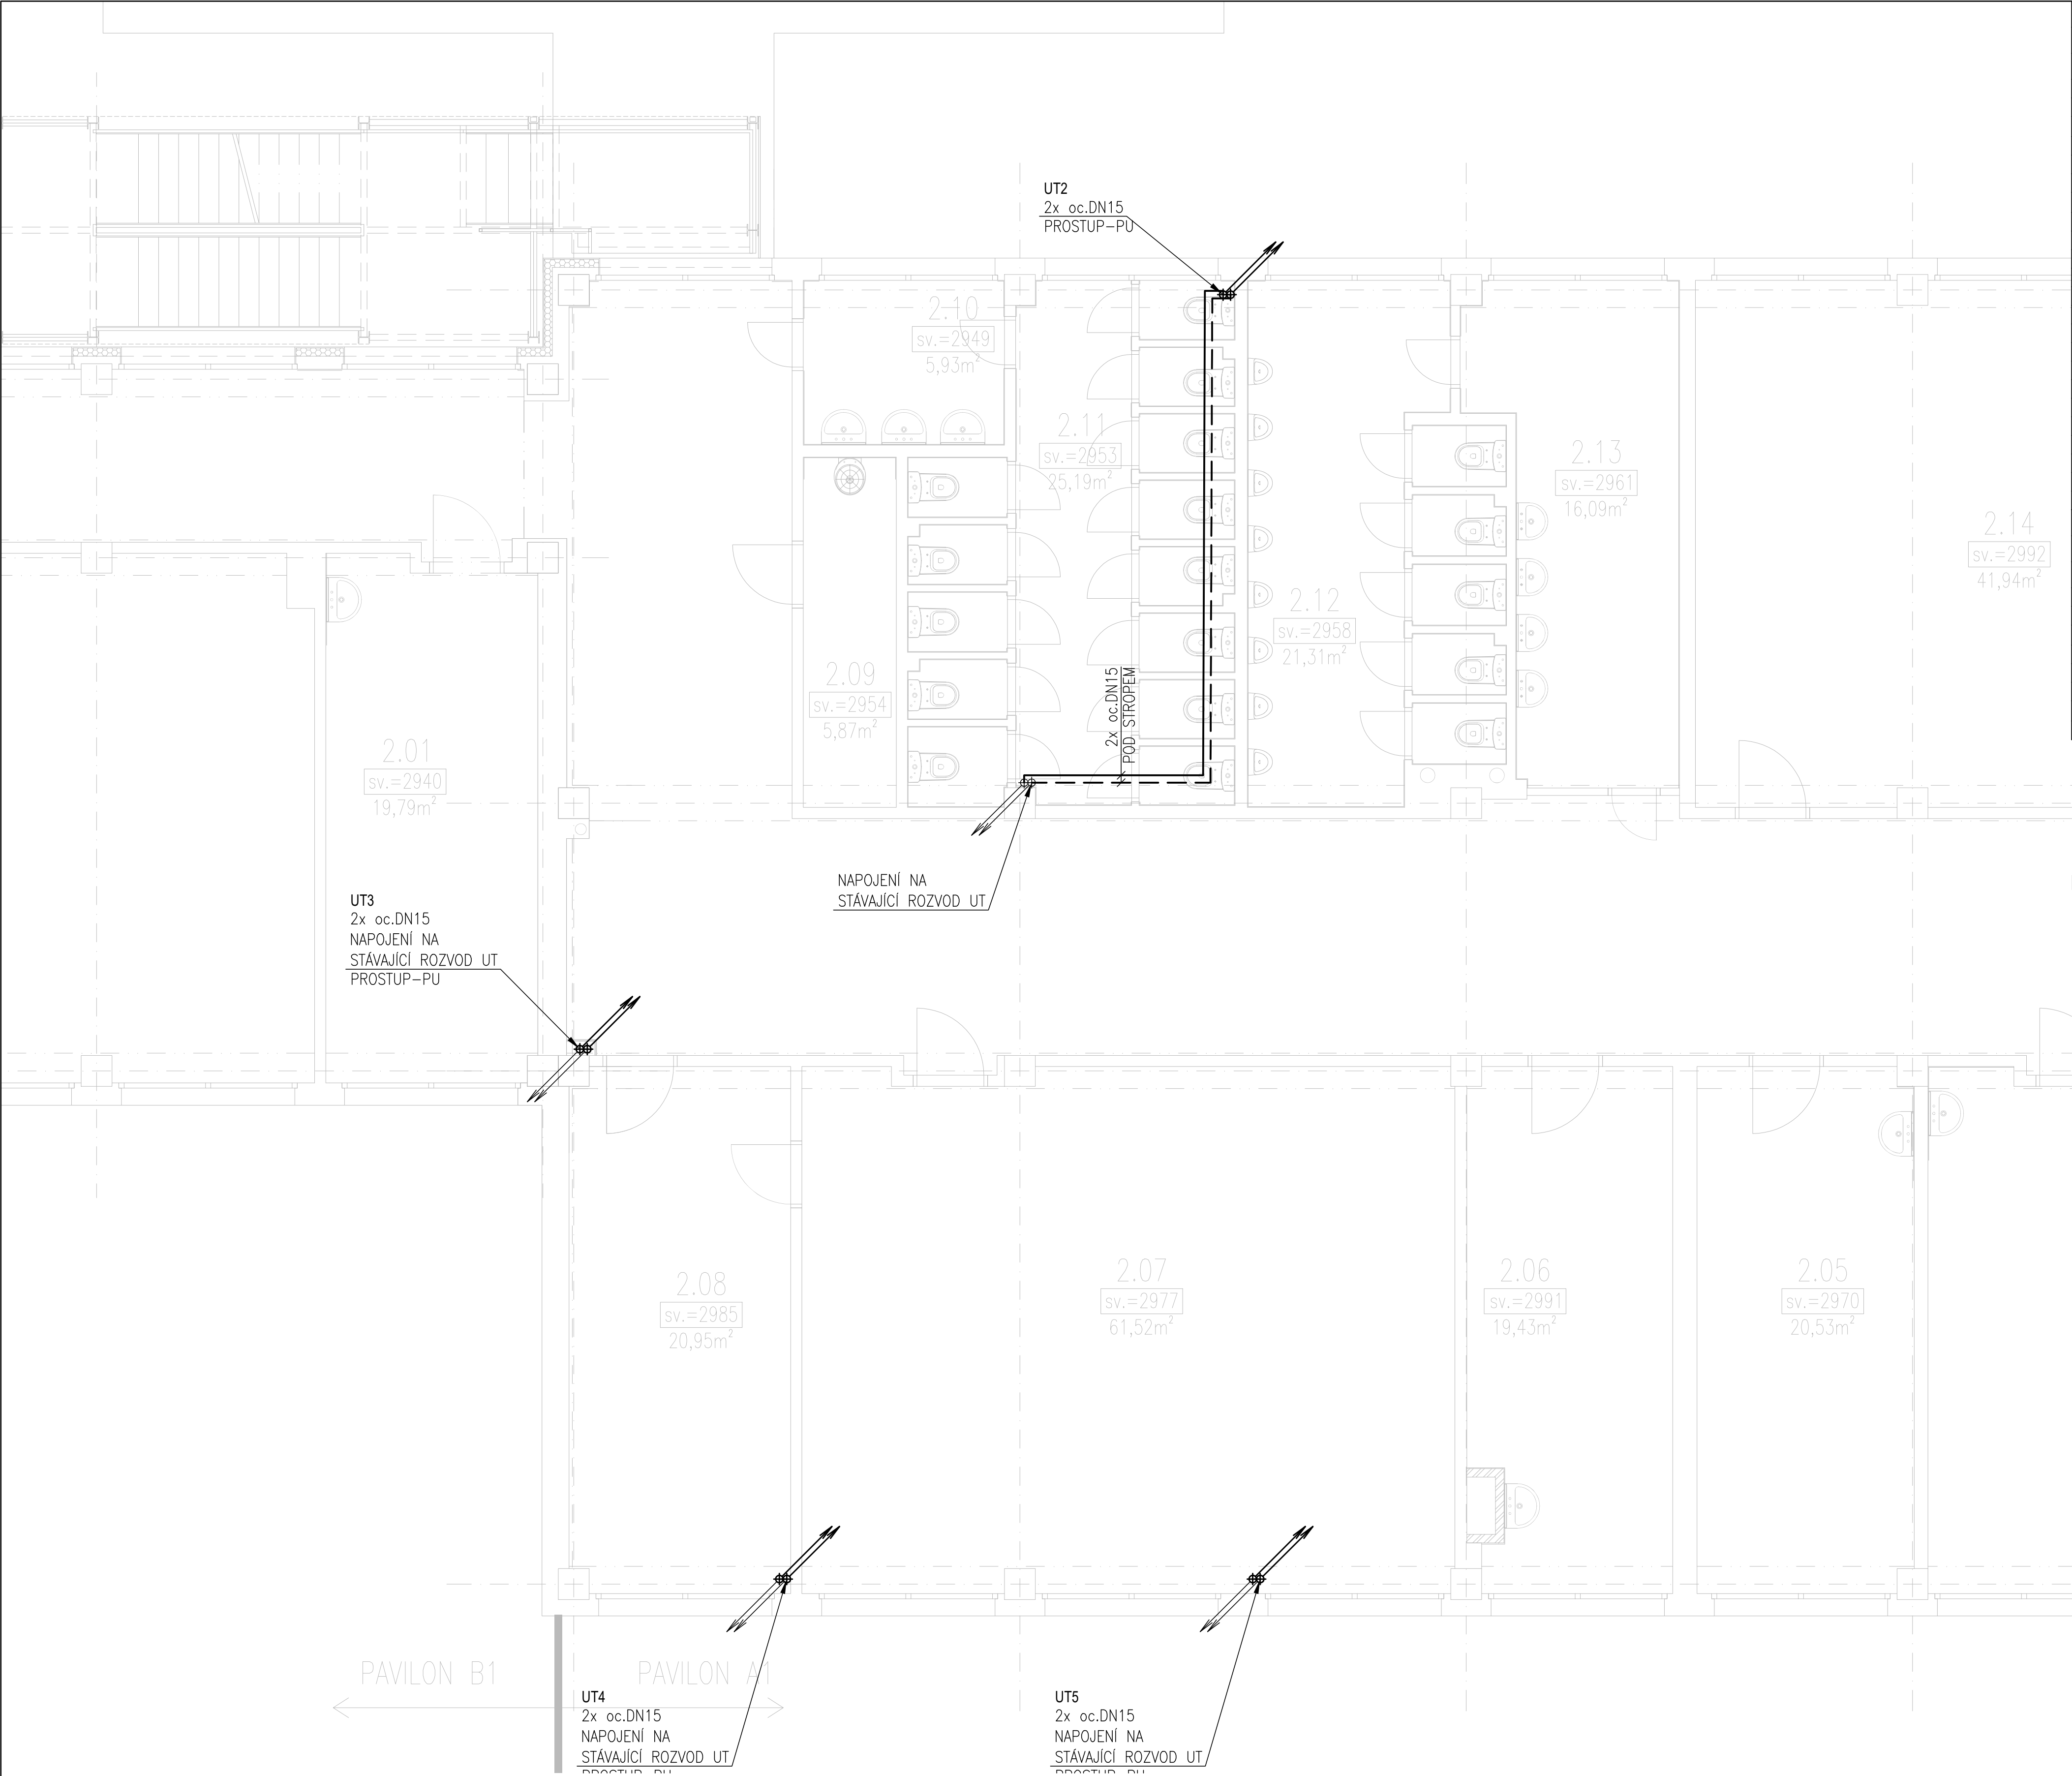 UT2
2x oc.DN15
PROSTUP-PU
2.10
sv.=2949
5,93m²
2.11
sv.=2953
25,19m²
2.13
sv.=2961
16,09m²
2.14
sv.=2992
41,94m²
2.12
sv.=2958
21,31m²
2.09
sv.=2954
5,87m²
2x oc.DN15
POD STROPEM
2.01
sv.=2940
19,79m²
NAPOJENÍ NA
STÁVAJÍCÍ ROZVOD UT
UT3
2x oc.DN15
NAPOJENÍ NA
STÁVAJÍCÍ ROZVOD UT
PROSTUP-PU
2.08
sv.=2985
20,95m²
2.07
sv.=2977
61,52m²
2.06
sv.=2991
19,43m²
2.05
sv.=2970
20,53m²
PAVILON B1
PAVILON A1
UT4
2x oc.DN15
NAPOJENÍ NA
STÁVAJÍCÍ ROZVOD UT
PROSTUP-PU
UT5
2x oc.DN15
NAPOJENÍ NA
STÁVAJÍCÍ ROZVOD UT
PROSTUP-PU